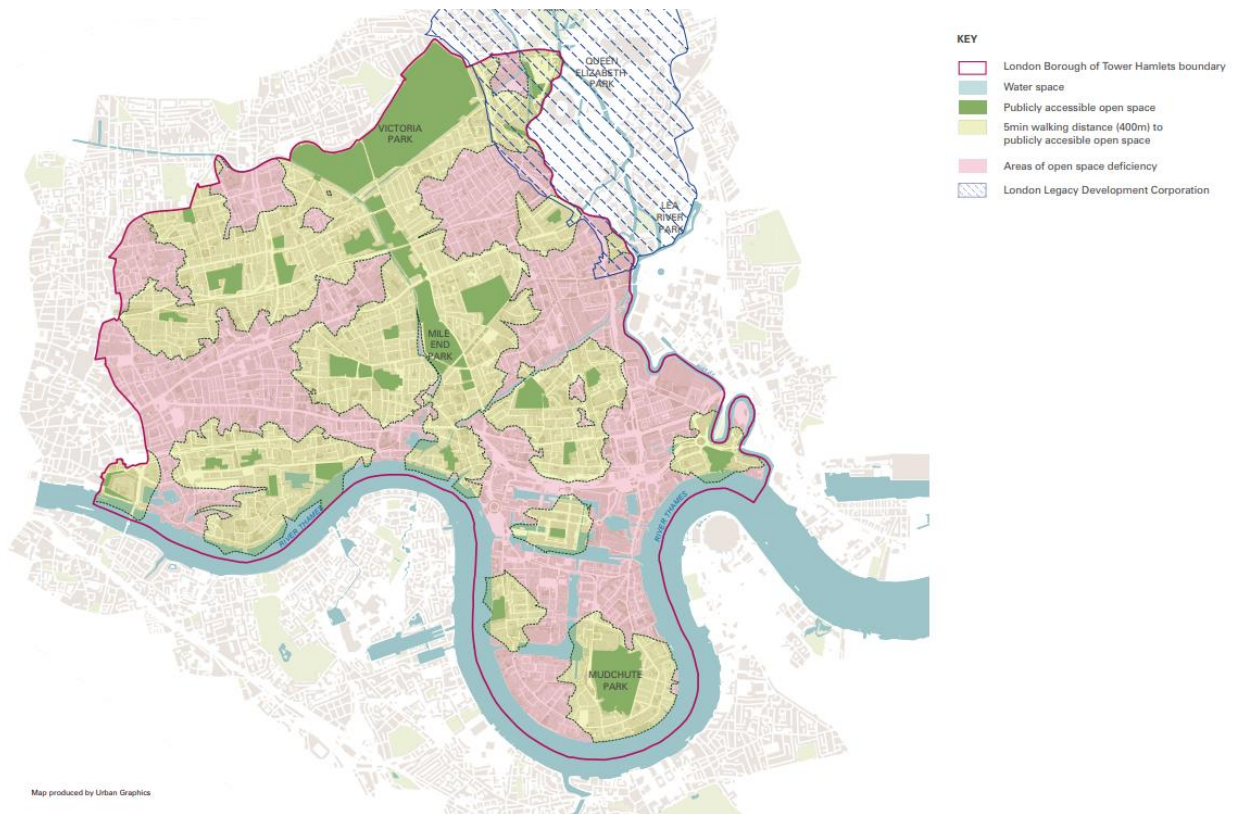 QUEEN
ELIZABETH
PARK
VICTORIA
PARK
LEA
RIVER
PARK
MILE
END
PARK
RIVER THAMES
RIVER THAMES
MUDCHUTE
PARK
Map produced by Urban Graphics
KEY
London Borough of Tower Hamlets boundary
Water space
Publicly accessible open space
5min walking distance (400m) to
publicly accesible open space
Areas of open space deficiency
London Legacy Development Corporation